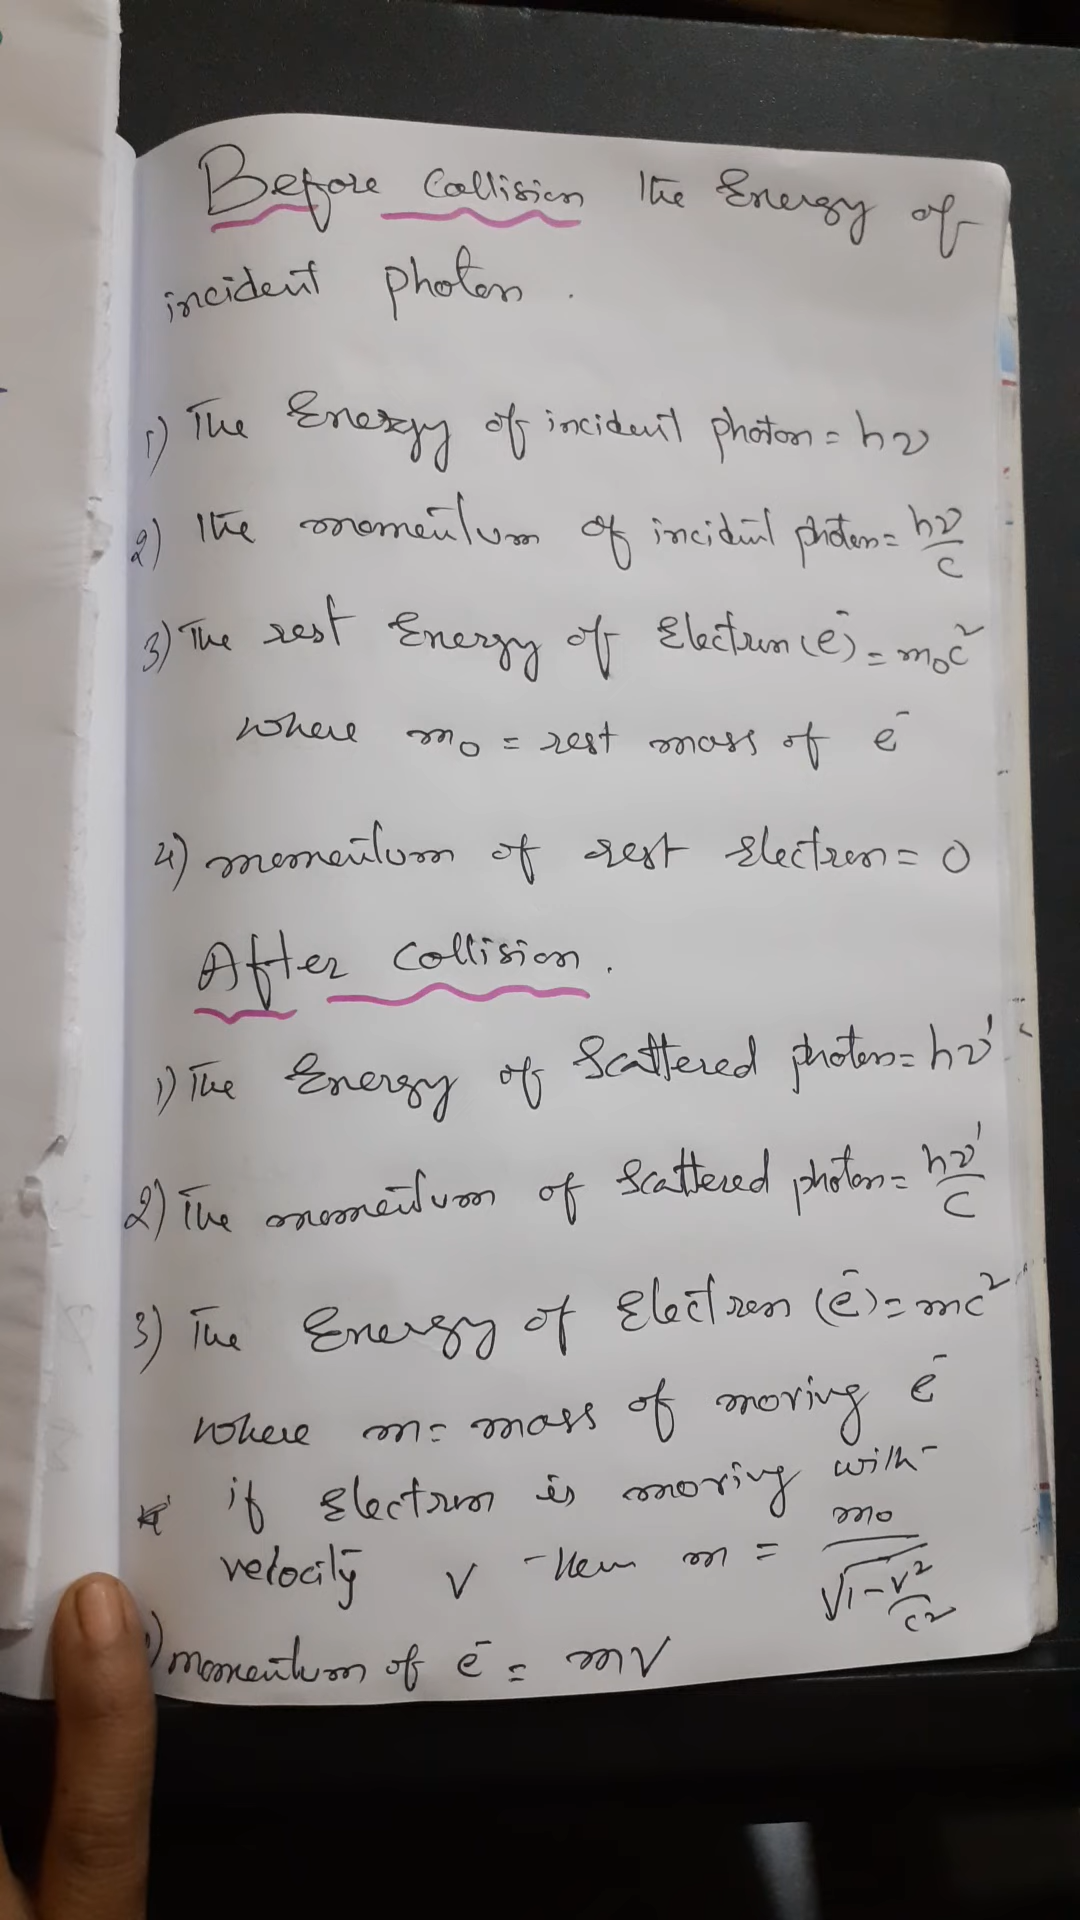 Before Collision the Energy of
incident photon.
1) The Energy of incident photon = hν
2) The momentum of incident photon = hν/c
3) The rest Energy of Electron (e⁻) = m₀c²
where m₀ = rest mass of e⁻
4) momentum of rest Electron = 0
After Collision.
1) The Energy of Scattered photon = hν'
2) The momentum of Scattered photon = hν'/c
3) The Energy of Electron (e⁻) = mc²
where m = mass of moving e⁻
if Electron is moving with
velocity v then m = m₀/√(1-v²/c²)
) momentum of e⁻ = mv